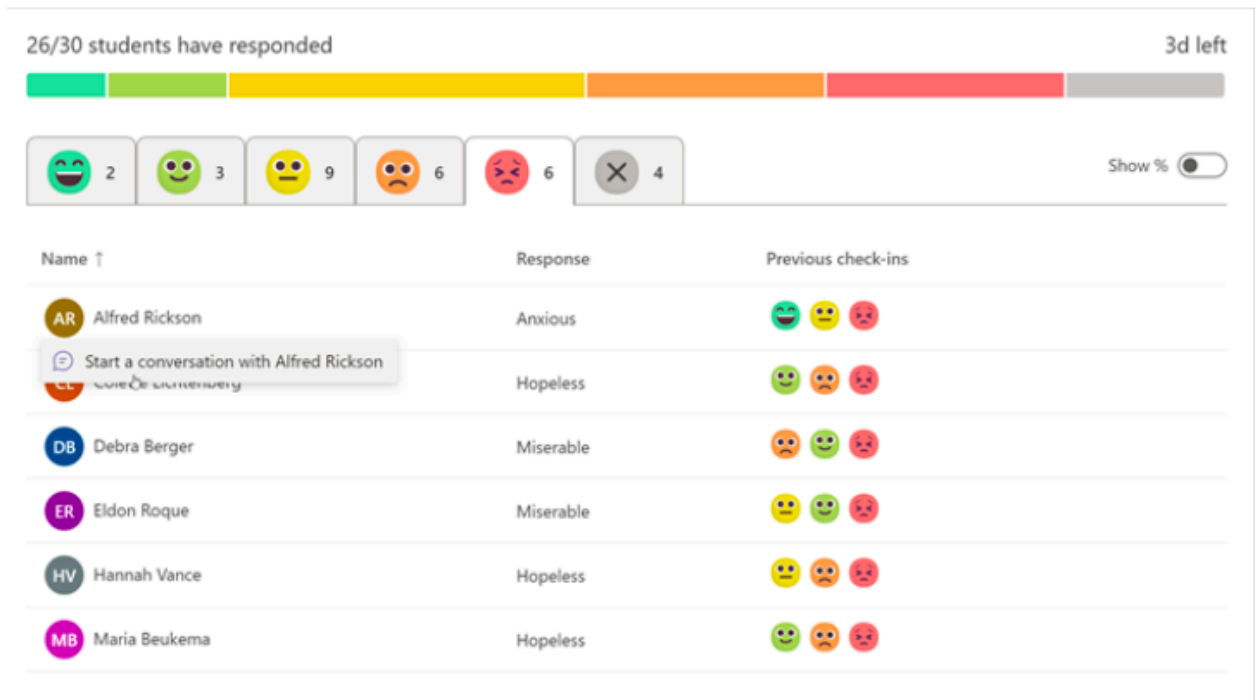 26/30 students have responded 3d left
2 3 9 6 6 4 Show %
Name ↑ Response Previous check-ins
AR Alfred Rickson Anxious
Start a conversation with Alfred Rickson
CL Lichtenberg Hopeless
DB Debra Berger Miserable
ER Eldon Roque Miserable
HV Hannah Vance Hopeless
MB Maria Beukema Hopeless